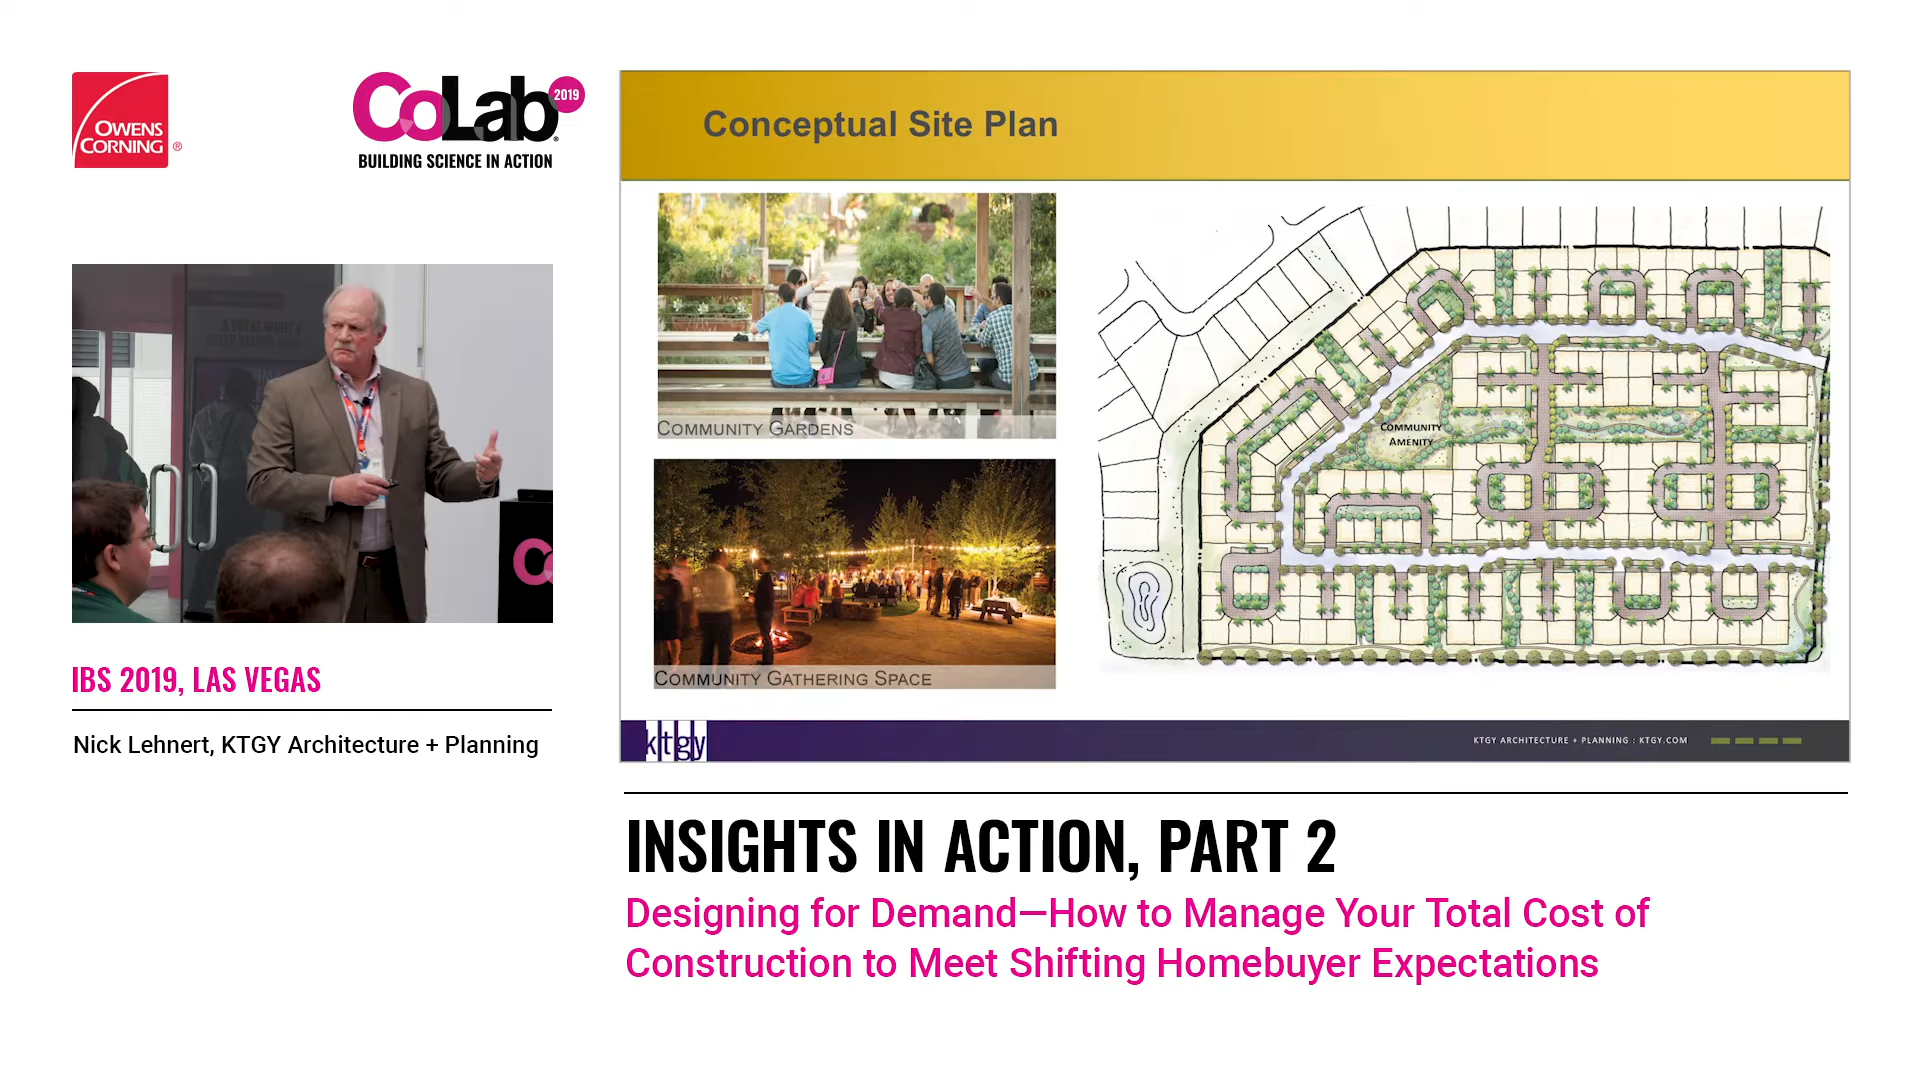 OWENS
CORNING ®
CoLab® 2019
BUILDING SCIENCE IN ACTION
IBS 2019, LAS VEGAS
Nick Lehnert, KTGY Architecture + Planning
Conceptual Site Plan
COMMUNITY GARDENS
COMMUNITY GATHERING SPACE
COMMUNITY
AMENITY
ktgy
KTGY ARCHITECTURE + PLANNING : KTGY.COM
INSIGHTS IN ACTION, PART 2
Designing for Demand—How to Manage Your Total Cost of
Construction to Meet Shifting Homebuyer Expectations